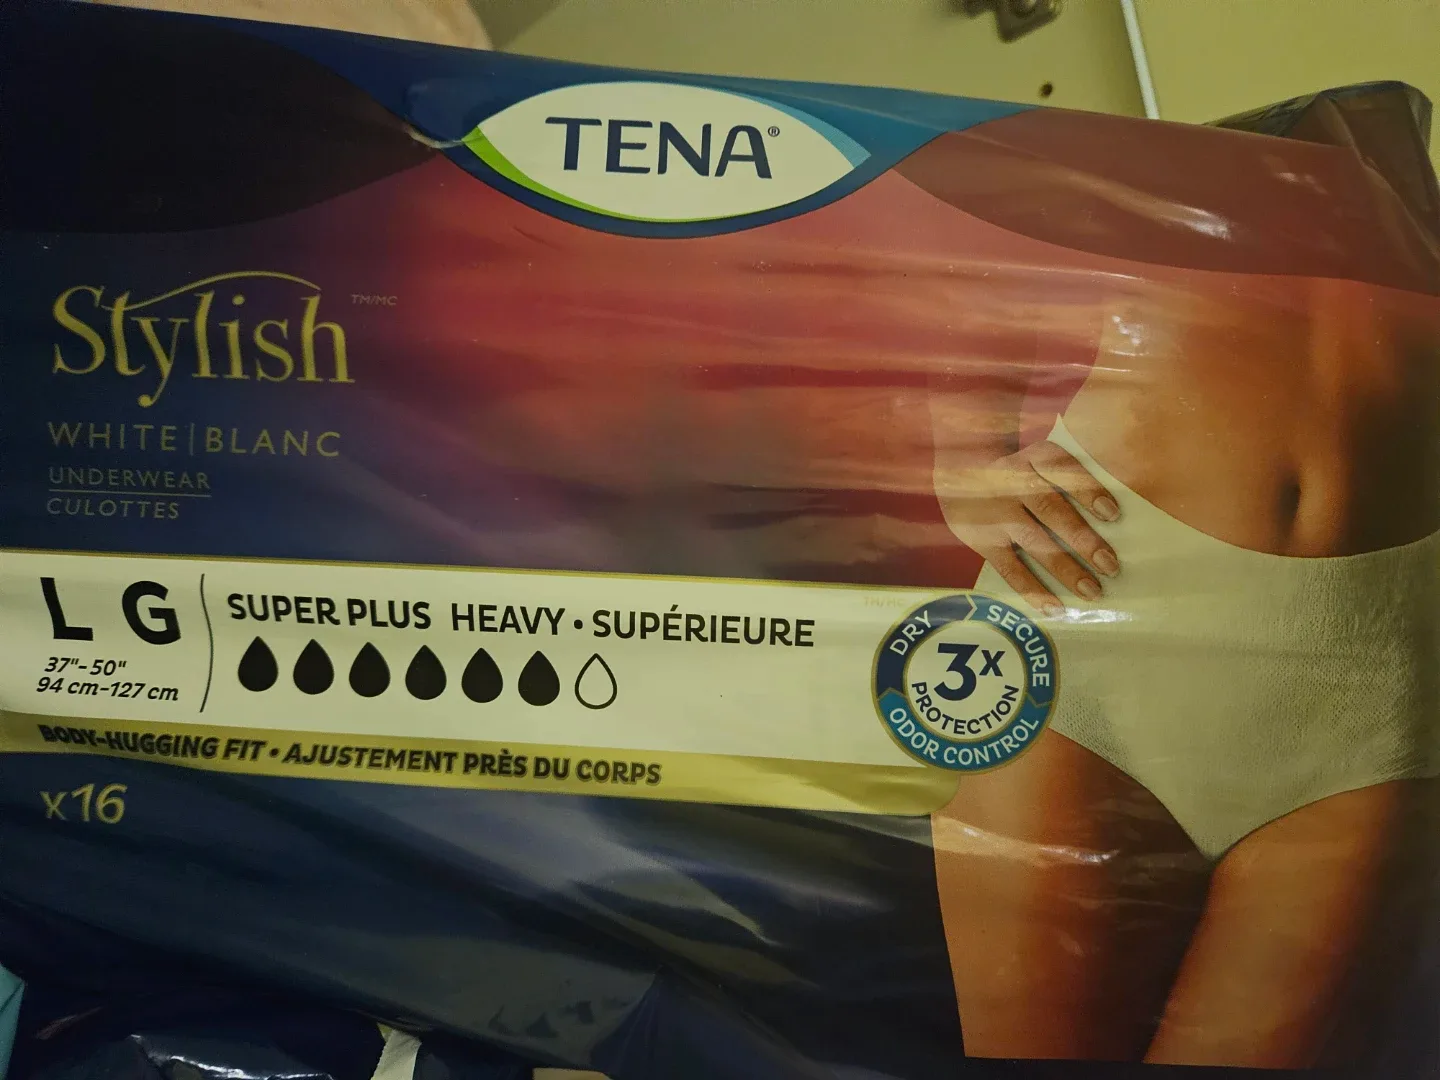 TENA®
Stylish TM/MC
WHITE | BLANC
UNDERWEAR
CULOTTES
L G
37"-50"
94 cm-127 cm
SUPER PLUS HEAVY • SUPÉRIEURE
DRY
SECURE
3x
PROTECTION
ODOR CONTROL
BODY-HUGGING FIT • AJUSTEMENT PRÈS DU CORPS
x16